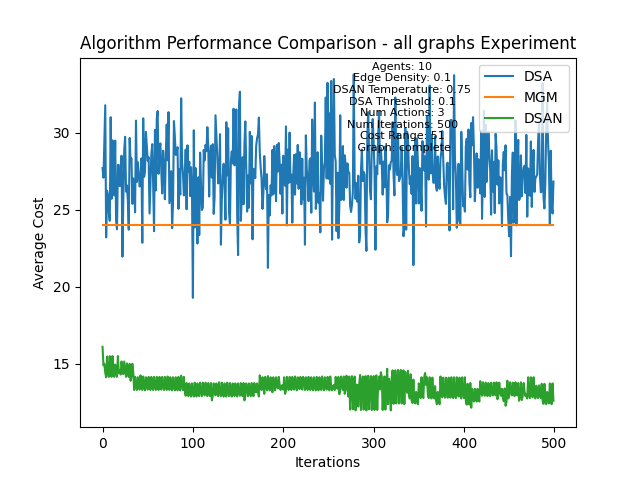 Algorithm Performance Comparison - all graphs Experiment
Agents: 10
Edge Density: 0.1
DSAN Temperature: 0.75
DSA Threshold: 0.1
Num Actions: 3
Num Iterations: 500
Cost Range: 51
Graph: complete
DSA
MGM
DSAN
Average Cost
30
25
20
15
0
100
200
300
400
500
Iterations